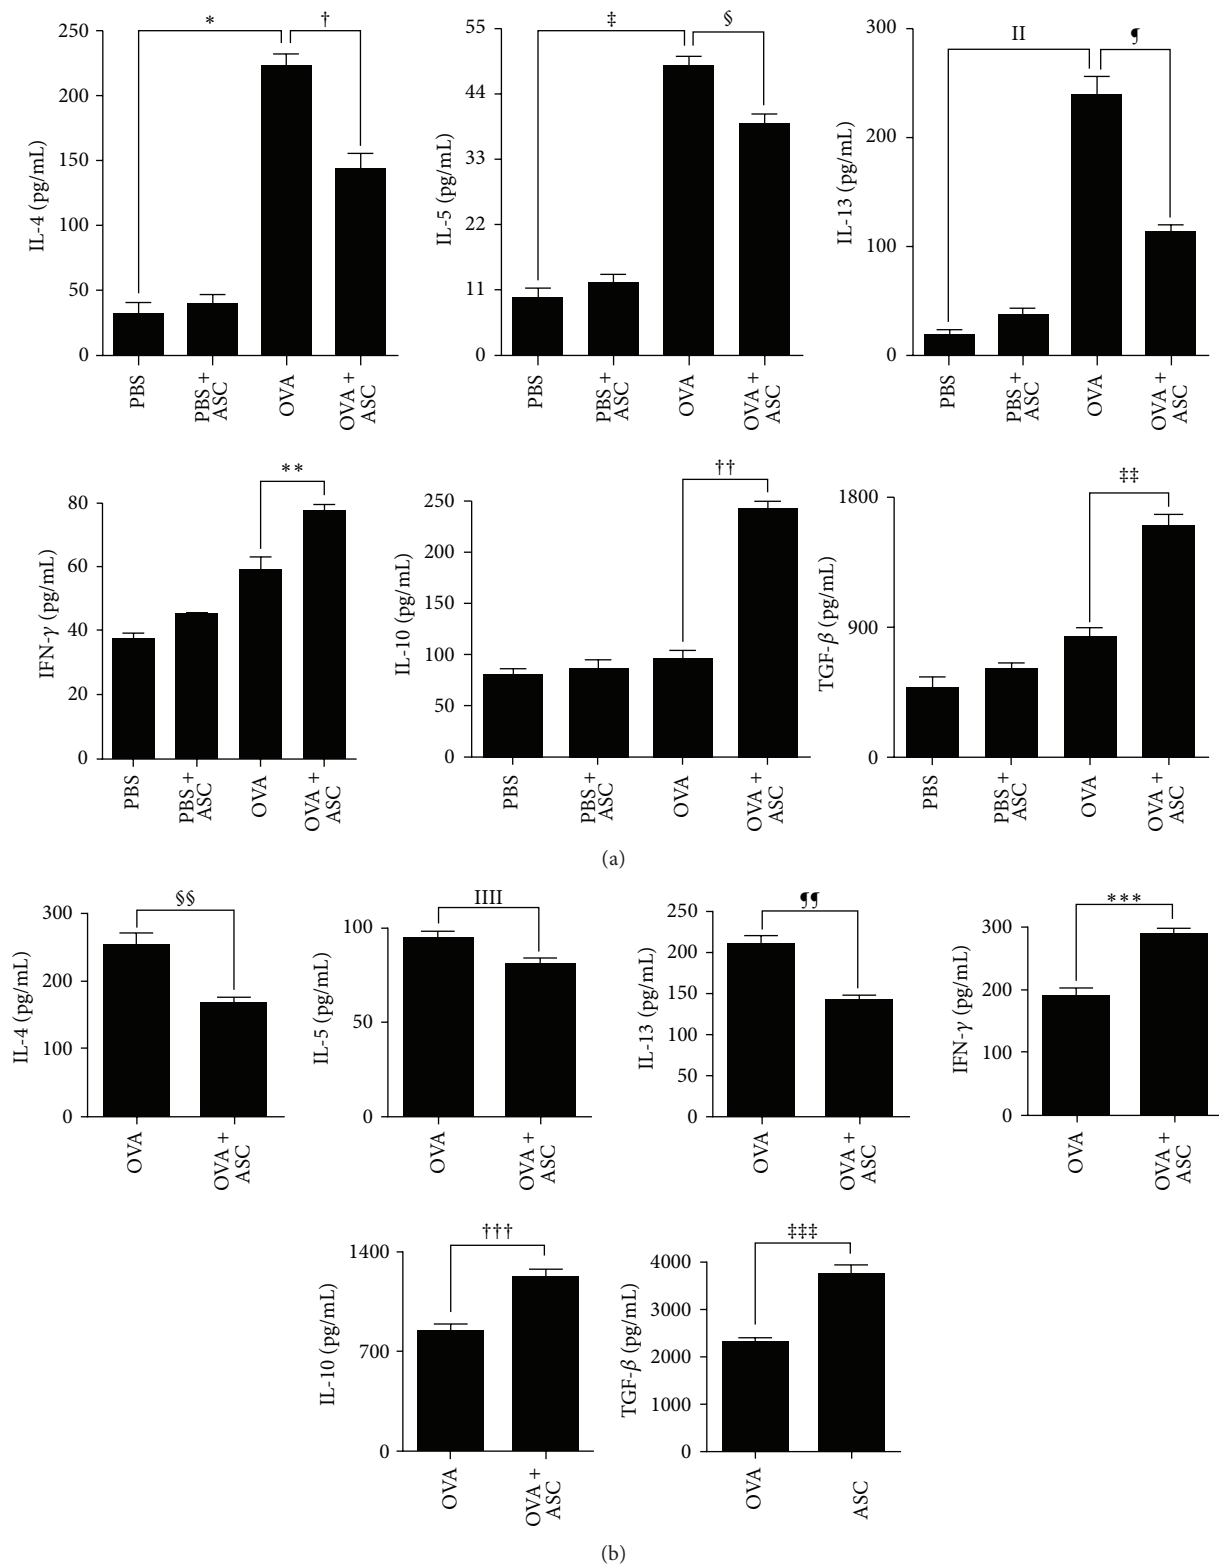 * †
250
200
150
100
50
0
IL-4 (pg/mL)
PBS
PBS +
ASC
OVA
OVA +
ASC
‡ §
55
44
33
22
11
0
IL-5 (pg/mL)
PBS
PBS +
ASC
OVA
OVA +
ASC
II ¶
300
200
100
0
IL-13 (pg/mL)
PBS
PBS +
ASC
OVA
OVA +
ASC
**
80
60
40
20
0
IFN-γ (pg/mL)
PBS
PBS +
ASC
OVA
OVA +
ASC
††
250
200
150
100
50
0
IL-10 (pg/mL)
PBS
PBS +
ASC
OVA
OVA +
ASC
‡‡
1800
900
0
TGF-β (pg/mL)
PBS
PBS +
ASC
OVA
OVA +
ASC
(a)
§§
300
200
100
0
IL-4 (pg/mL)
OVA
OVA +
ASC
IIII
100
50
0
IL-5 (pg/mL)
OVA
OVA +
ASC
¶¶
250
200
150
100
50
0
IL-13 (pg/mL)
OVA
OVA +
ASC
***
300
200
100
0
IFN-γ (pg/mL)
OVA
OVA +
ASC
†††
1400
700
0
IL-10 (pg/mL)
OVA
OVA +
ASC
‡‡‡
4000
3000
2000
1000
0
TGF-β (pg/mL)
OVA
ASC
(b)